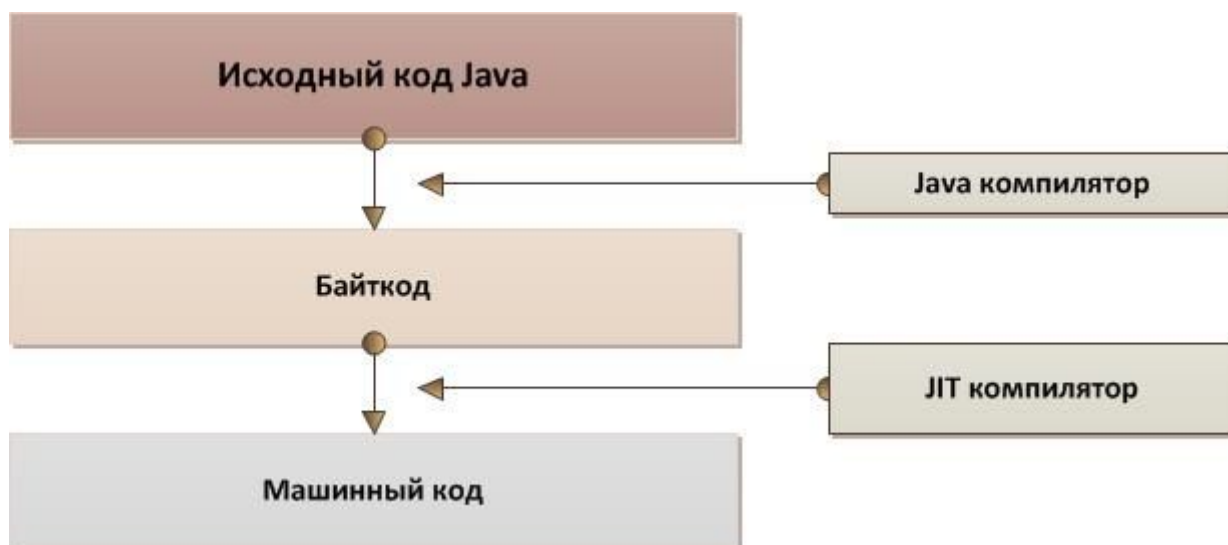 Исходный код Java
Java компилятор
Байткод
JIT компилятор
Машинный код